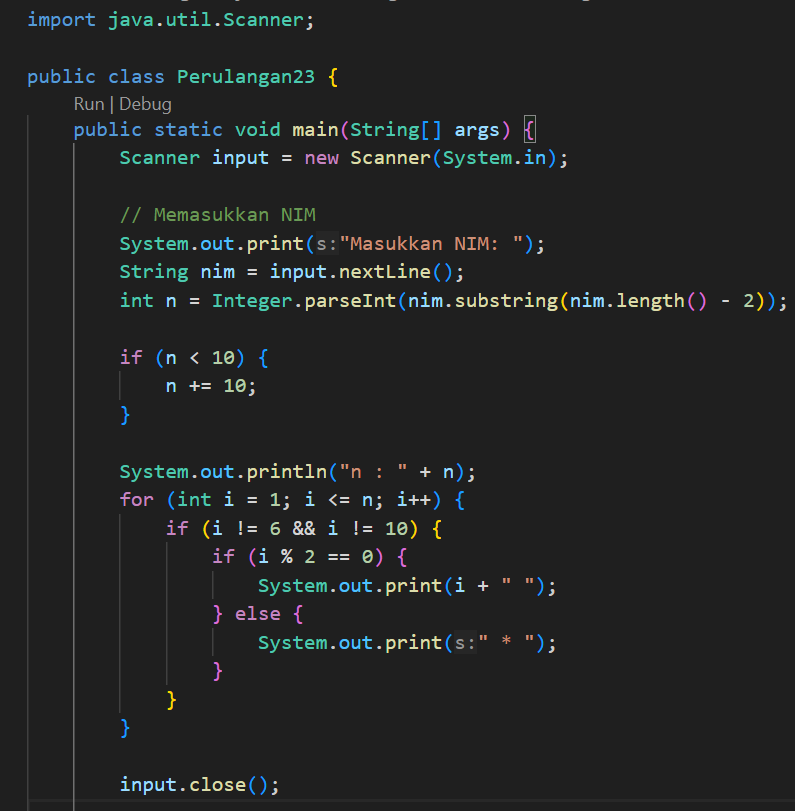 import java.util.Scanner;
public class Perulangan23 {
Run | Debug
public static void main(String[] args) {
Scanner input = new Scanner(System.in);
// Memasukkan NIM
System.out.print(s:"Masukkan NIM: ");
String nim = input.nextLine();
int n = Integer.parseInt(nim.substring(nim.length() - 2));
if (n < 10) {
n += 10;
}
System.out.println("n : " + n);
for (int i = 1; i <= n; i++) {
if (i != 6 && i != 10) {
if (i % 2 == 0) {
System.out.print(i + " ");
} else {
System.out.print(s:" * ");
}
}
}
input.close();